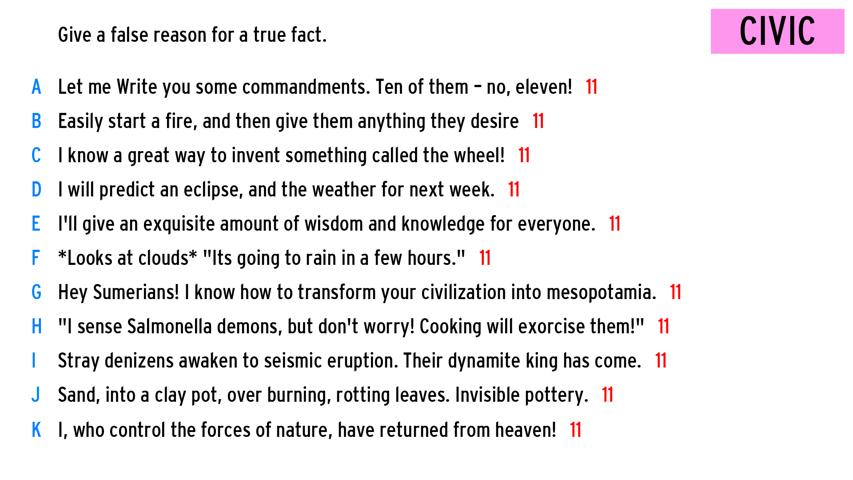 Give a false reason for a true fact.
CIVIC
A Let me Write you some commandments. Ten of them – no, eleven! 11
B Easily start a fire, and then give them anything they desire 11
C I know a great way to invent something called the wheel! 11
D I will predict an eclipse, and the weather for next week. 11
E I'll give an exquisite amount of wisdom and knowledge for everyone. 11
F *Looks at clouds* "Its going to rain in a few hours." 11
G Hey Sumerians! I know how to transform your civilization into mesopotamia. 11
H "I sense Salmonella demons, but don't worry! Cooking will exorcise them!" 11
I Stray denizens awaken to seismic eruption. Their dynamite king has come. 11
J Sand, into a clay pot, over burning, rotting leaves. Invisible pottery. 11
K I, who control the forces of nature, have returned from heaven! 11